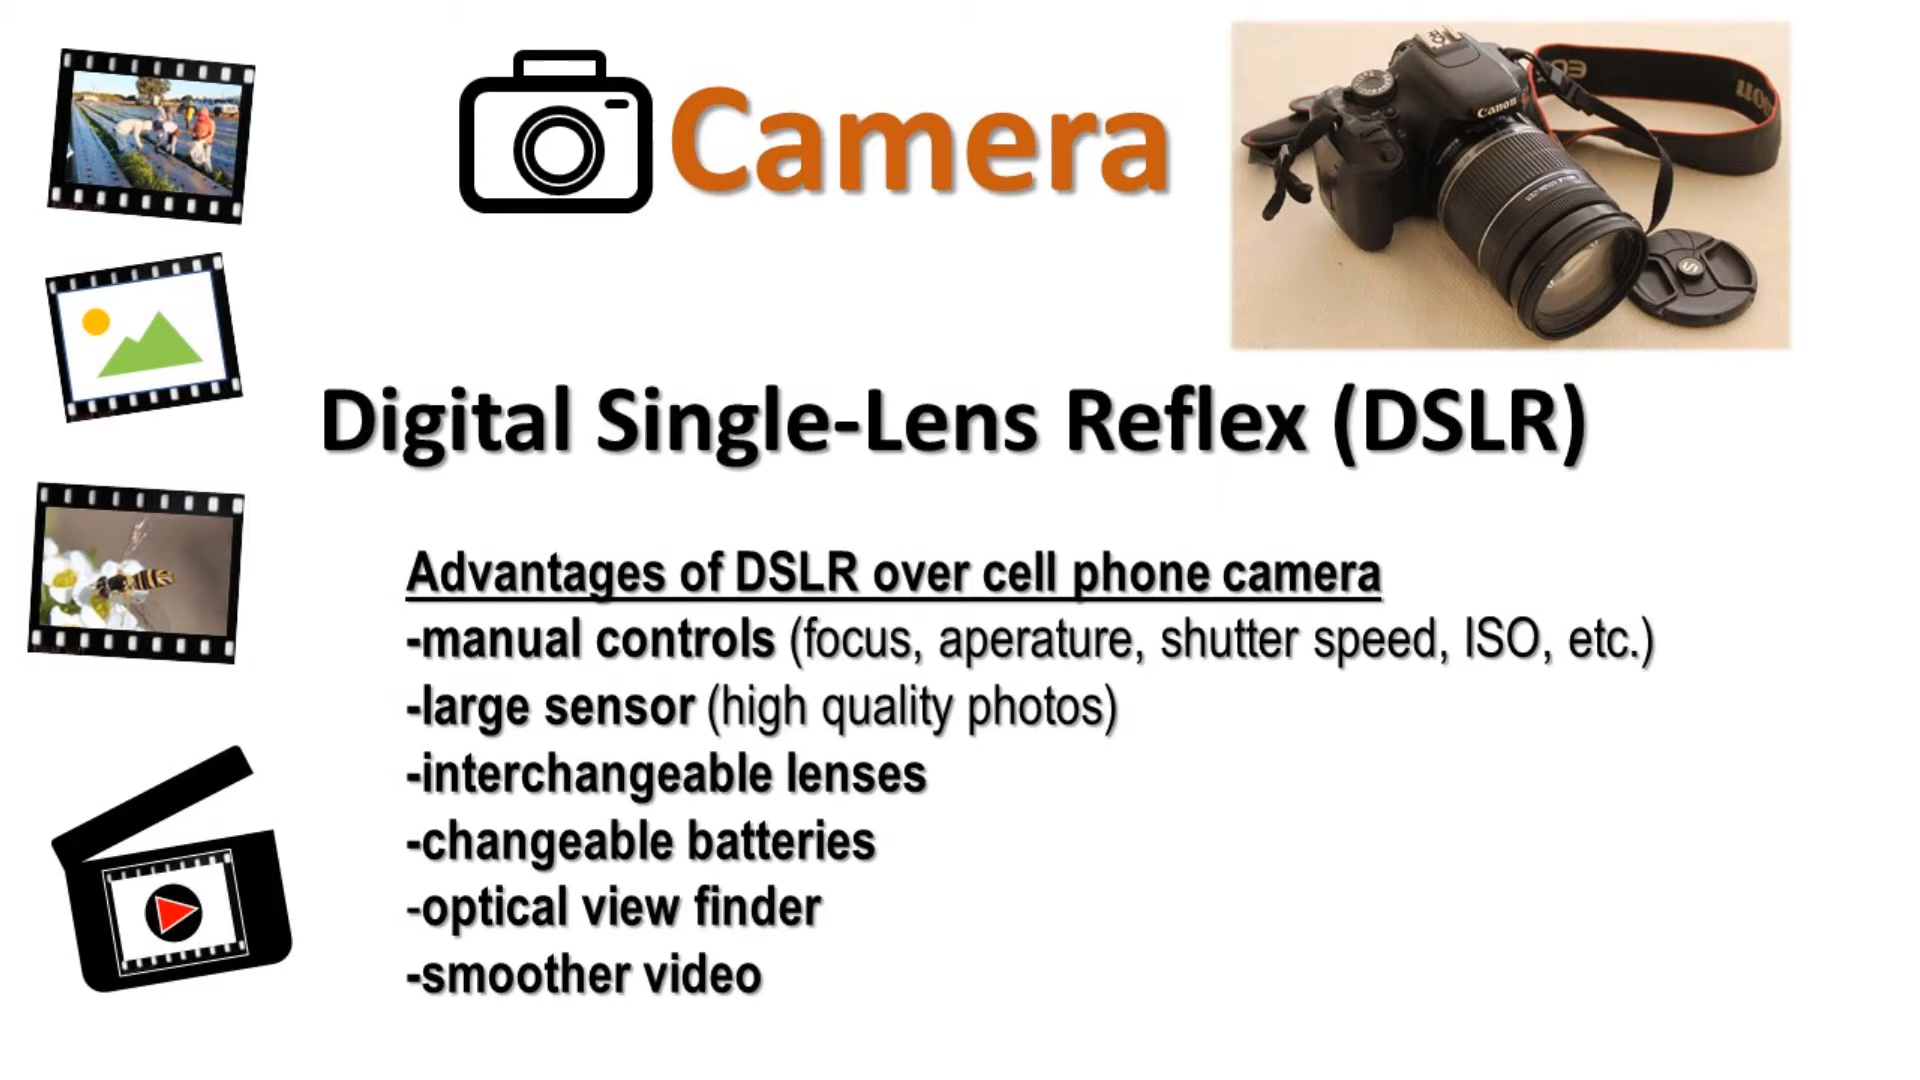 Camera
Canon
Digital Single-Lens Reflex (DSLR)
Advantages of DSLR over cell phone camera
-manual controls (focus, aperature, shutter speed, ISO, etc.)
-large sensor (high quality photos)
-interchangeable lenses
-changeable batteries
-optical view finder
-smoother video